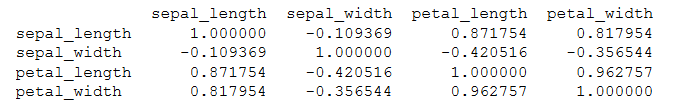 sepal_length sepal_width petal_length petal_width
sepal_length 1.000000 -0.109369 0.871754 0.817954
sepal_width -0.109369 1.000000 -0.420516 -0.356544
petal_length 0.871754 -0.420516 1.000000 0.962757
petal_width 0.817954 -0.356544 0.962757 1.000000